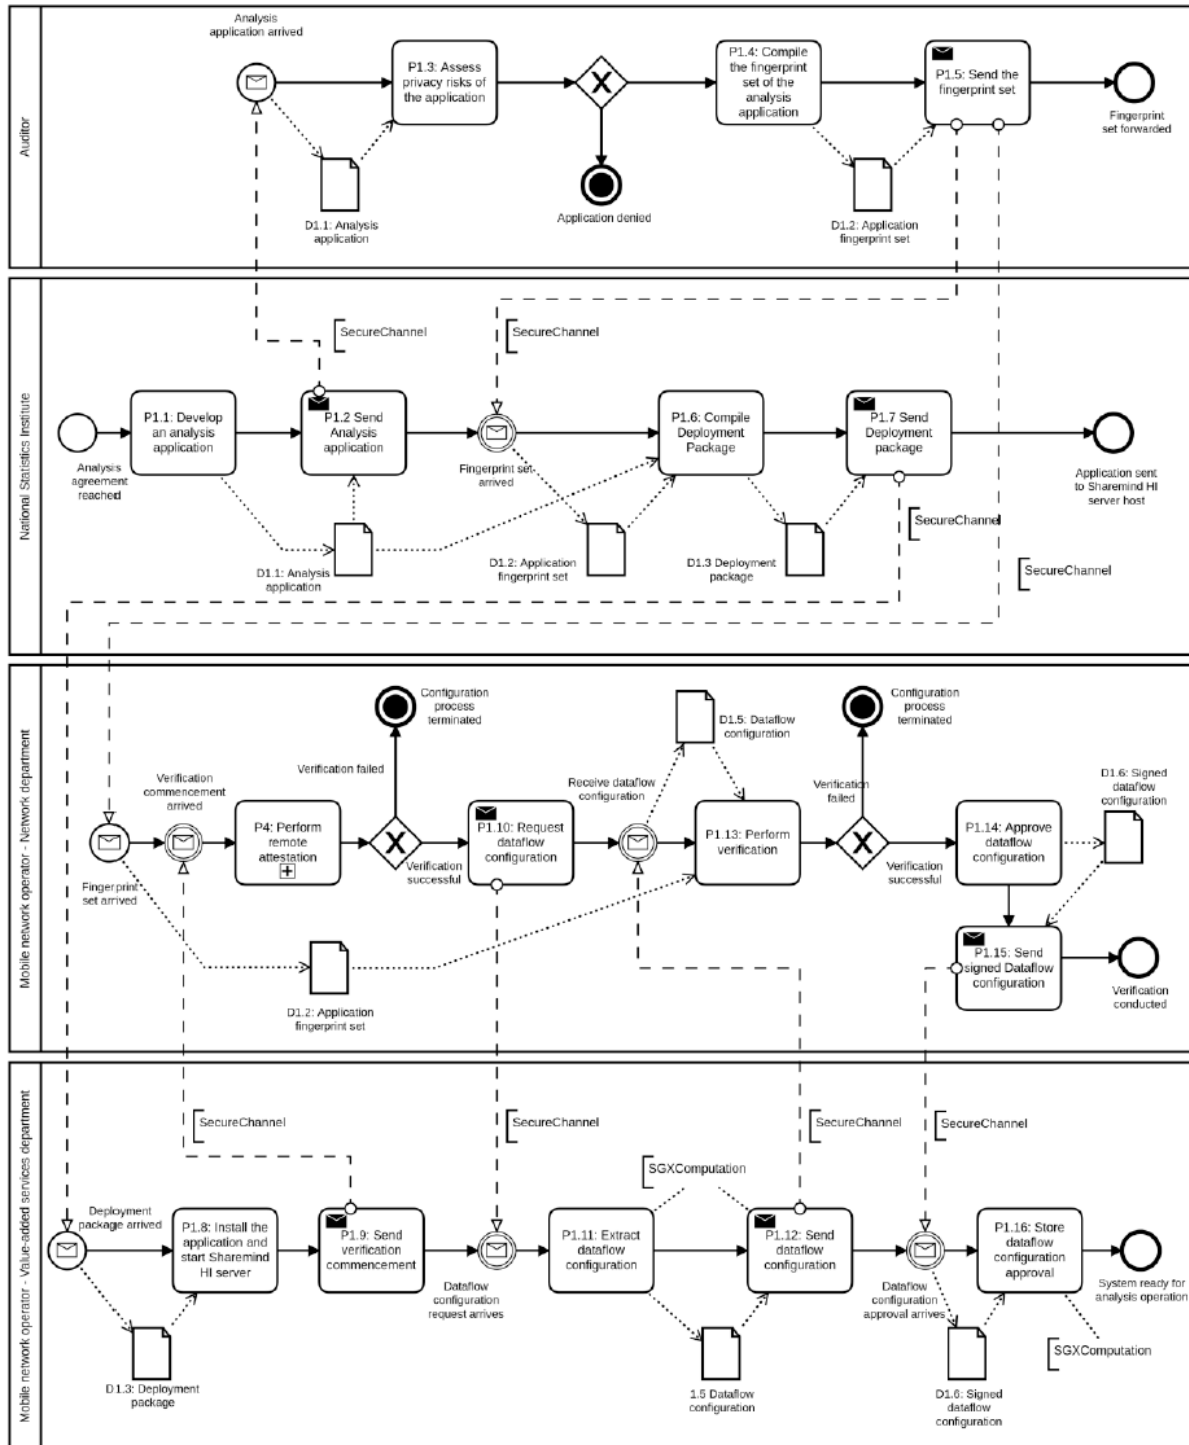 Auditor
Analysis
application arrived
P1.3: Assess
privacy risks of
the application
X
P1.4: Compile
the fingerprint
set of the
analysis
application
P1.5: Send the
fingerprint set
Fingerprint
set forwarded
D1.1: Analysis
application
Application denied
D1.2: Application
fingerprint set
National Statistics Institute
SecureChannel
SecureChannel
P1.1: Develop
an analysis
application
P1.2 Send
Analysis
application
P1.6: Compile
Deployment
Package
P1.7 Send
Deployment
package
Analysis
agreement
reached
Fingerprint set
arrived
Application sent
to Sharemind HI
server host
SecureChannel
D1.1: Analysis
application
D1.2: Application
fingerprint set
D1.3 Deployment
package
SecureChannel
Mobile network operator - Network department
Configuration
process
terminated
D1.5: Dataflow
configuration
Configuration
process
terminated
Verification
commencement
arrived
Verification failed
Receive dataflow
configuration
Verification
failed
D1.6: Signed
dataflow
configuration
P4: Perform
remote
attestation
X
P1.10: Request
dataflow
configuration
P1.13: Perform
verification
X
P1.14: Approve
dataflow
configuration
Verification
successful
Verification
successful
Fingerprint
set arrived
P1.15: Send
signed Dataflow
configuration
Verification
conducted
D1.2: Application
fingerprint set
Mobile network operator - Value-added services department
SecureChannel
SecureChannel
SecureChannel
SecureChannel
SGXComputation
Deployment
package arrived
P1.8: Install the
application and
start Sharemind
HI server
P1.9: Send
verification
commencement
P1.11: Extract
dataflow
configuration
P1.12: Send
dataflow
configuration
P1.16: Store
dataflow
configuration
approval
Dataflow
configuration
request arrives
Dataflow
configuration
approval arrives
System ready for
analysis operation
SGXComputation
D1.3: Deployment
package
1.5 Dataflow
configuration
D1.6: Signed
dataflow
configuration